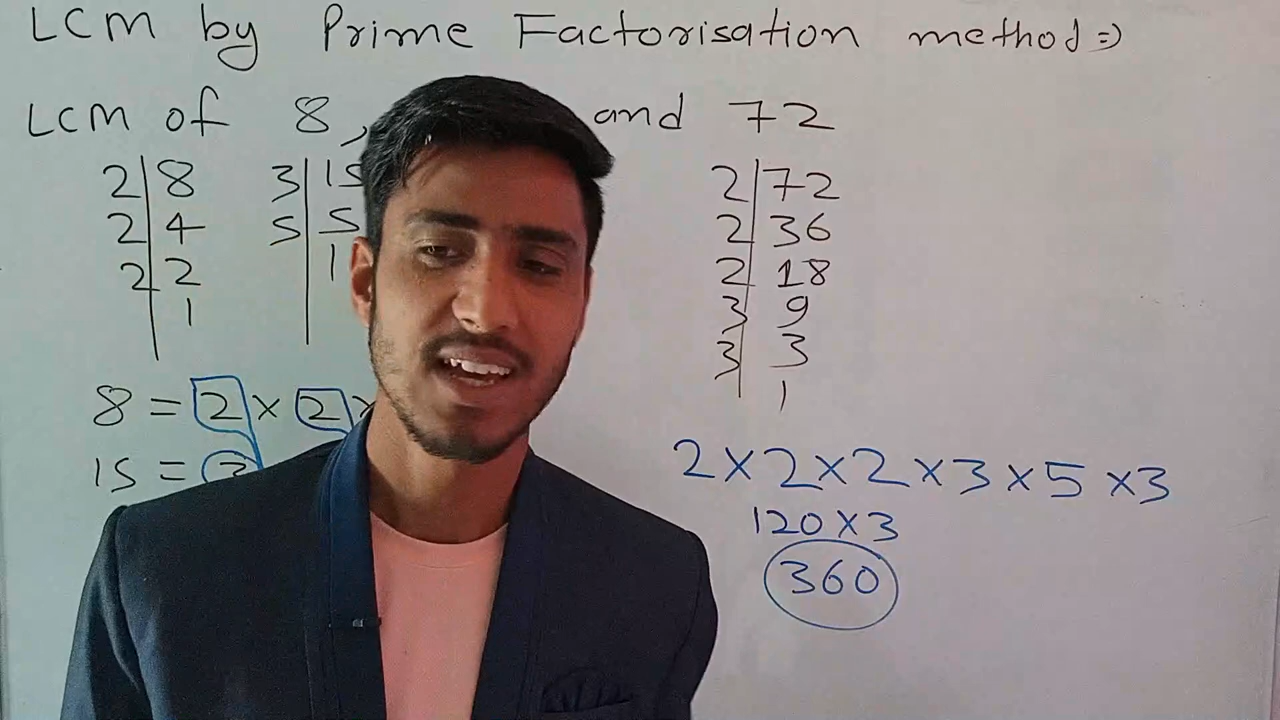 LCM by Prime Factorisation method ⇒
LCM of 8, and 72
2 8 3 15 2 72
2 4 5 5 2 36
2 2 1 2 18
1 3 9
3 3
1
8 = 2 × 2 ×
15 = 3
2 × 2 × 2 × 3 × 5 × 3
120 × 3
360